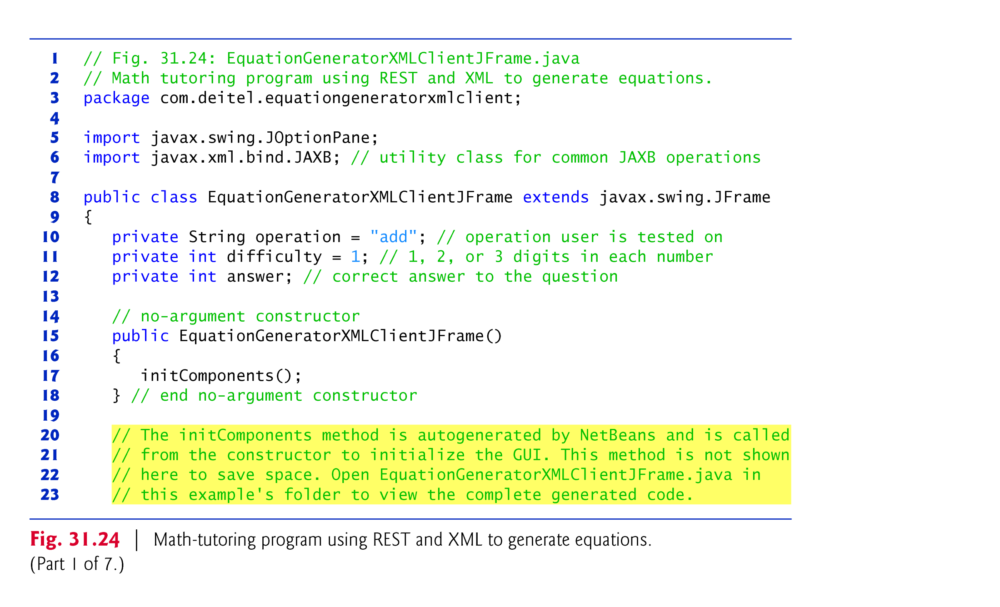 1 // Fig. 31.24: EquationGeneratorXMLClientJFrame.java
2 // Math tutoring program using REST and XML to generate equations.
3 package com.deitel.equationgeneratorxmlclient;
4
5 import javax.swing.JOptionPane;
6 import javax.xml.bind.JAXB; // utility class for common JAXB operations
7
8 public class EquationGeneratorXMLClientJFrame extends javax.swing.JFrame
9 {
10 private String operation = "add"; // operation user is tested on
11 private int difficulty = 1; // 1, 2, or 3 digits in each number
12 private int answer; // correct answer to the question
13
14 // no-argument constructor
15 public EquationGeneratorXMLClientJFrame()
16 {
17 initComponents();
18 } // end no-argument constructor
19
20 // The initComponents method is autogenerated by NetBeans and is called
21 // from the constructor to initialize the GUI. This method is not shown
22 // here to save space. Open EquationGeneratorXMLClientJFrame.java in
23 // this example's folder to view the complete generated code.
Fig. 31.24 | Math-tutoring program using REST and XML to generate equations.
(Part 1 of 7.)